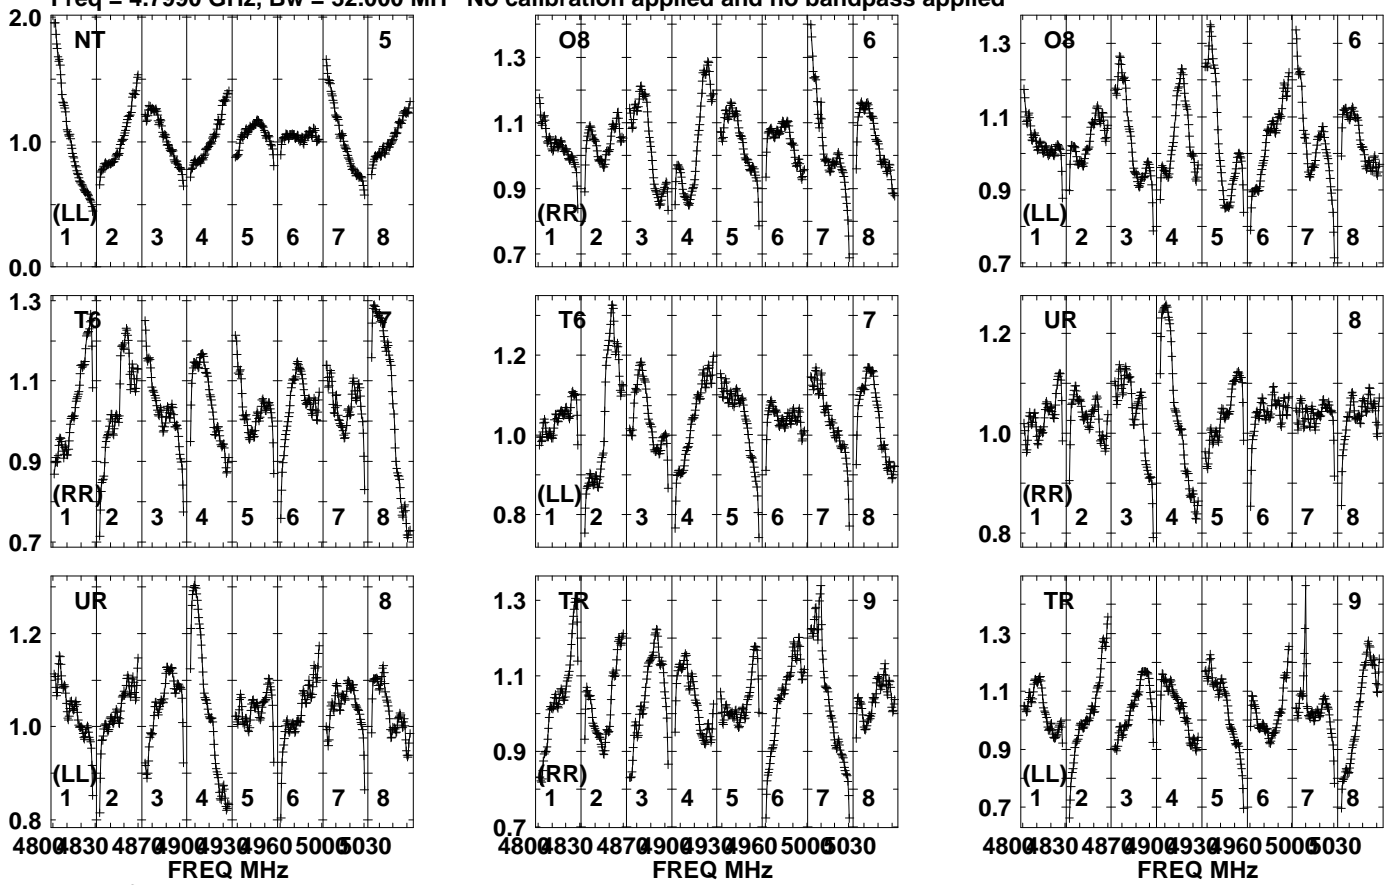 Freq = 4.7990 GHz, Bw = 32.000 MH No calibration applied and no bandpass applied
2.0
1.0
0.0
NT 5
(LL)
1 2 3 4 5 6 7 8
1.3
1.1
0.9
0.7
O8 6
(RR)
1 2 3 4 5 6 7 8
1.3
1.1
0.9
0.7
O8 6
(LL)
1 2 3 4 5 6 7 8
1.3
1.1
0.9
0.7
T6 7
(RR)
1 2 3 4 5 6 7 8
1.2
1.0
0.8
T6 7
(LL)
1 2 3 4 5 6 7 8
1.2
1.0
0.8
UR 8
(RR)
1 2 3 4 5 6 7 8
1.2
1.0
0.8
UR 8
(LL)
1 2 3 4 5 6 7 8
4800 4830 4870 4900 4930 4960 5000 5030
FREQ MHz
1.3
1.1
0.9
0.7
TR 9
(RR)
1 2 3 4 5 6 7 8
4800 4830 4870 4900 4930 4960 5000 5030
FREQ MHz
1.3
1.1
0.9
0.7
TR 9
(LL)
1 2 3 4 5 6 7 8
4800 4830 4870 4900 4930 4960 5000 5030
FREQ MHz